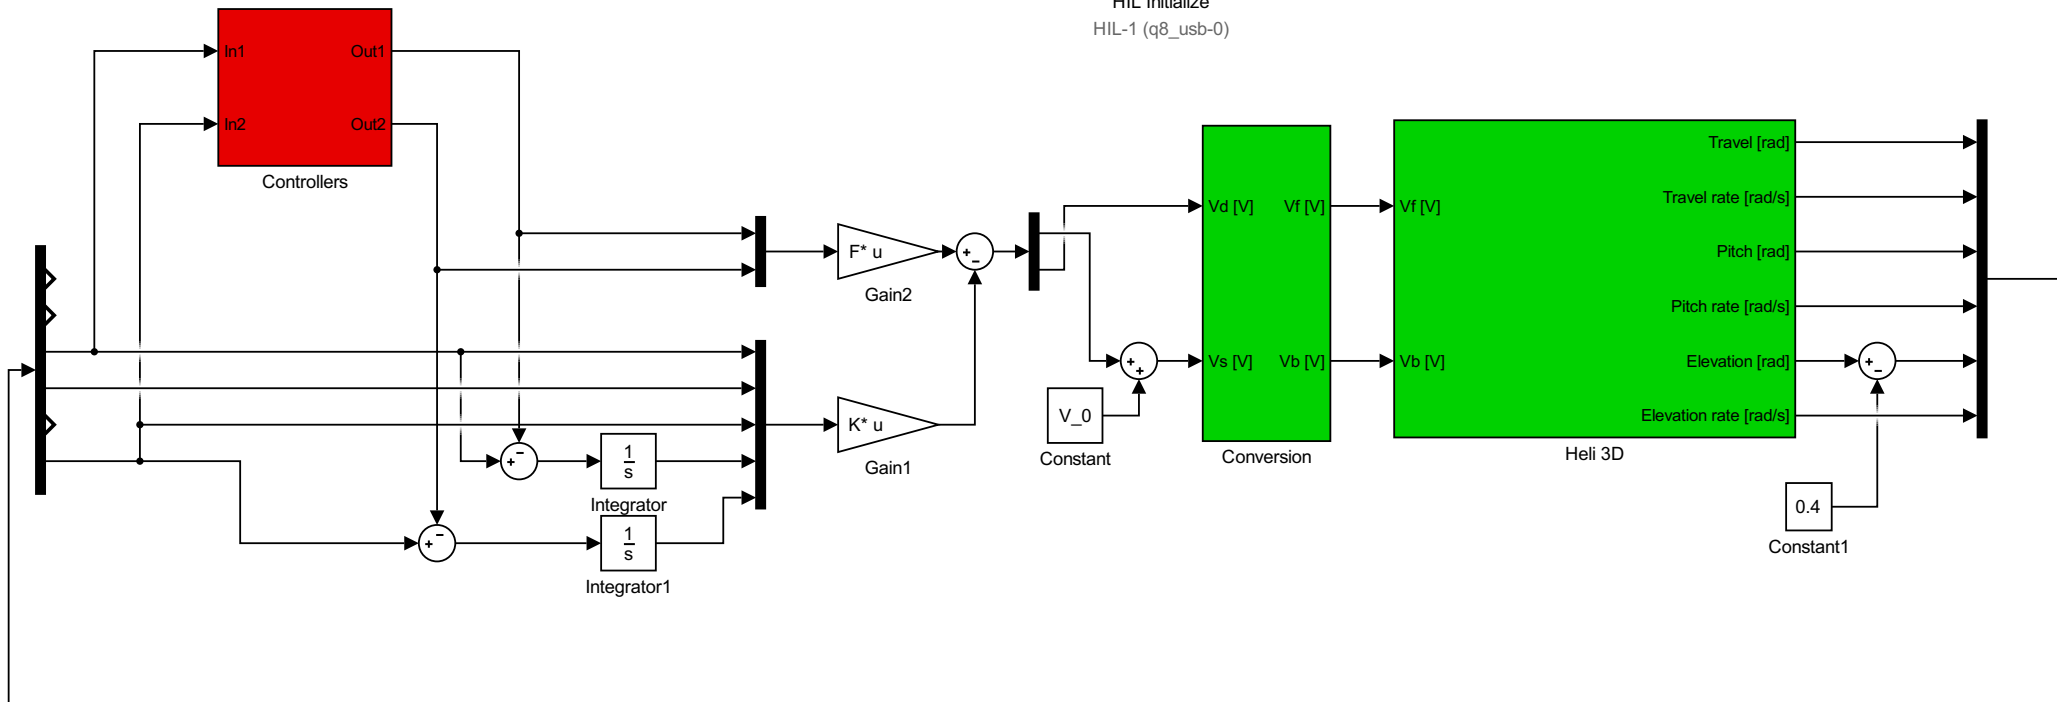 HIL Initialize
HIL-1 (q8_usb-0)
In1
Out1
In2
Out2
Controllers
F* u
Gain2
+
−
K* u
Gain1
+
−
1
s
Integrator
+
−
1
s
Integrator1
V_0
Constant
+
+
Vd [V]
Vf [V]
Vs [V]
Vb [V]
Conversion
Vf [V]
Vb [V]
Travel [rad]
Travel rate [rad/s]
Pitch [rad]
Pitch rate [rad/s]
Elevation [rad]
Elevation rate [rad/s]
Heli 3D
+
−
0.4
Constant1